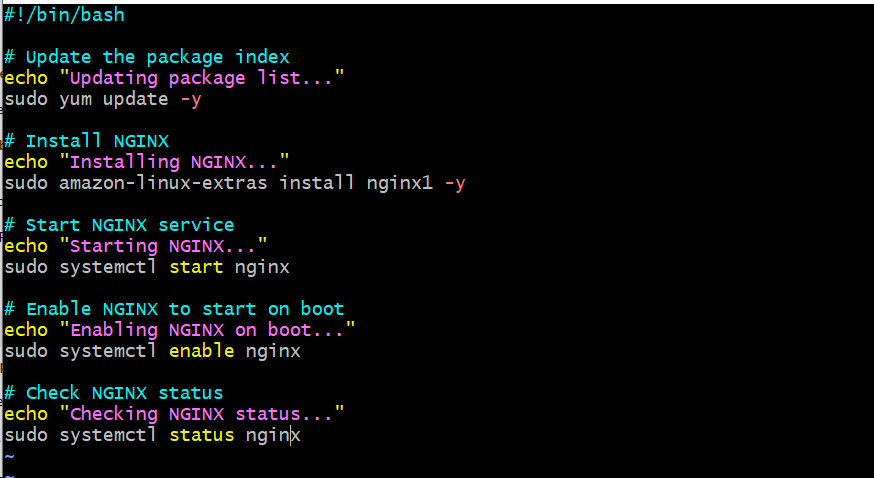 #!/bin/bash
# Update the package index
echo "Updating package list..."
sudo yum update -y
# Install NGINX
echo "Installing NGINX..."
sudo amazon-linux-extras install nginx1 -y
# Start NGINX service
echo "Starting NGINX..."
sudo systemctl start nginx
# Enable NGINX to start on boot
echo "Enabling NGINX on boot..."
sudo systemctl enable nginx
# Check NGINX status
echo "Checking NGINX status..."
sudo systemctl status nginx
~
~